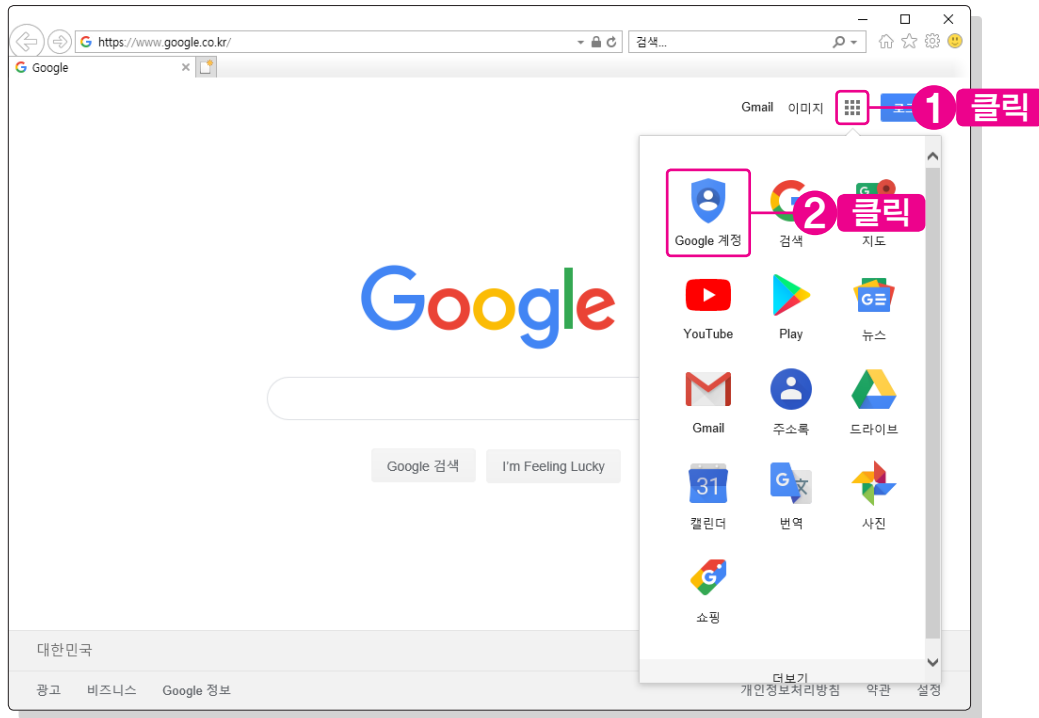 https://www.google.co.kr/
검색...
Google
Gmail 이미지
1 클릭
Google 계정 검색 지도
2 클릭
Google
YouTube Play 뉴스
Gmail 주소록 드라이브
Google 검색 I'm Feeling Lucky
31
캘린더 번역 사진
쇼핑
대한민국
더보기
광고 비즈니스 Google 정보 개인정보처리방침 약관 설정